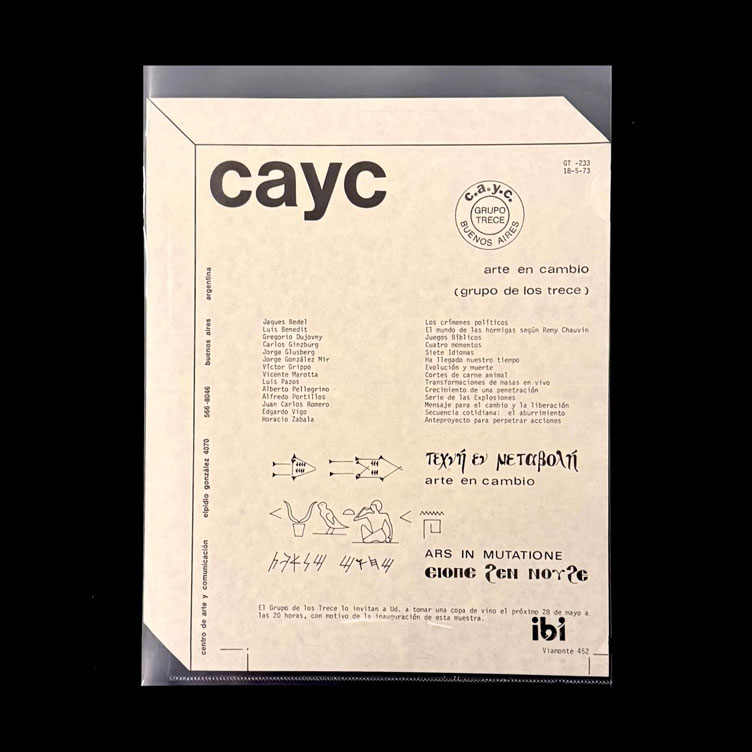 cayc
GT -233
18-5-73
c.a.y.c.
GRUPO
TRECE
BUENOS AIRES
arte en cambio
(grupo de los trece)
Jaques Bedel
Luis Benedit
Gregorio Dujovny
Carlos Ginzburg
Jorge Glusberg
Jorge González Mir
Víctor Grippo
Vicente Marotta
Luis Pazos
Alberto Pellegrino
Alfredo Portillos
Juan Carlos Romero
Edgardo Vigo
Horacio Zabala
Los crímenes políticos
El mundo de las hormigas según Remy Chauvin
Juegos Bíblicos
Cuatro momentos
Siete Idiomas
Ha llegado nuestro tiempo
Evolución y muerte
Cortes de carne animal
Transformaciones de masas en vivo
Crecimiento de una penetración
Serie de las Explosiones
Mensaje para el cambio y la liberación
Secuencia cotidiana: el aburrimiento
Anteproyecto para perpetrar acciones
τεχνή εν μεταβολή
arte en cambio
ARS IN MUTATIONE
El Grupo de los Trece lo invitan a Ud. a tomar una copa de vino el próximo 28 de mayo a
las 20 horas, con motivo de la inauguración de esta muestra.
ibi
Viamonte 452
centro de arte y comunicación elpidio gonzález 4070 566-8046 buenos aires argentina